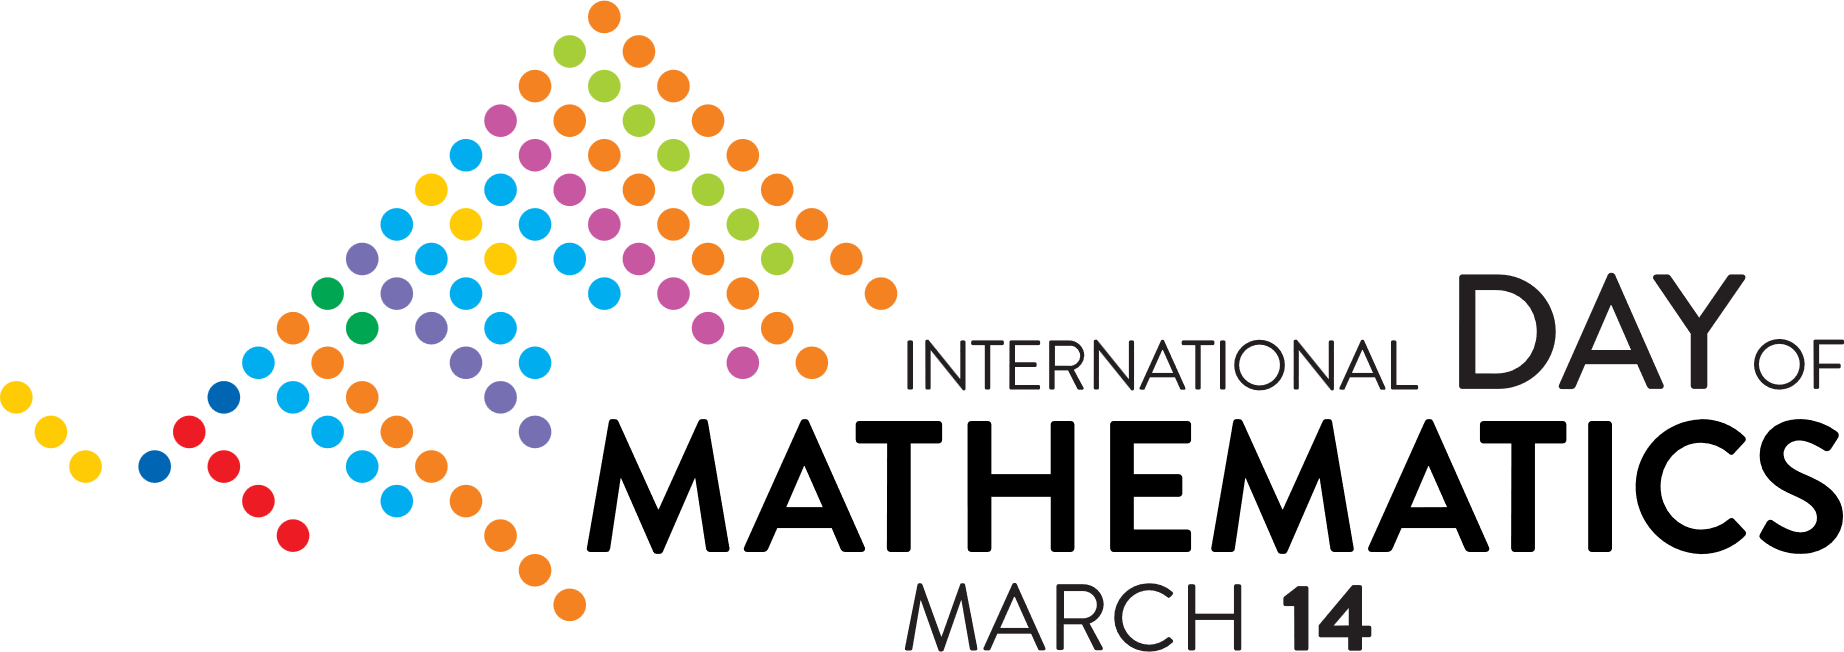 INTERNATIONAL DAY OF
MATHEMATICS
MARCH 14